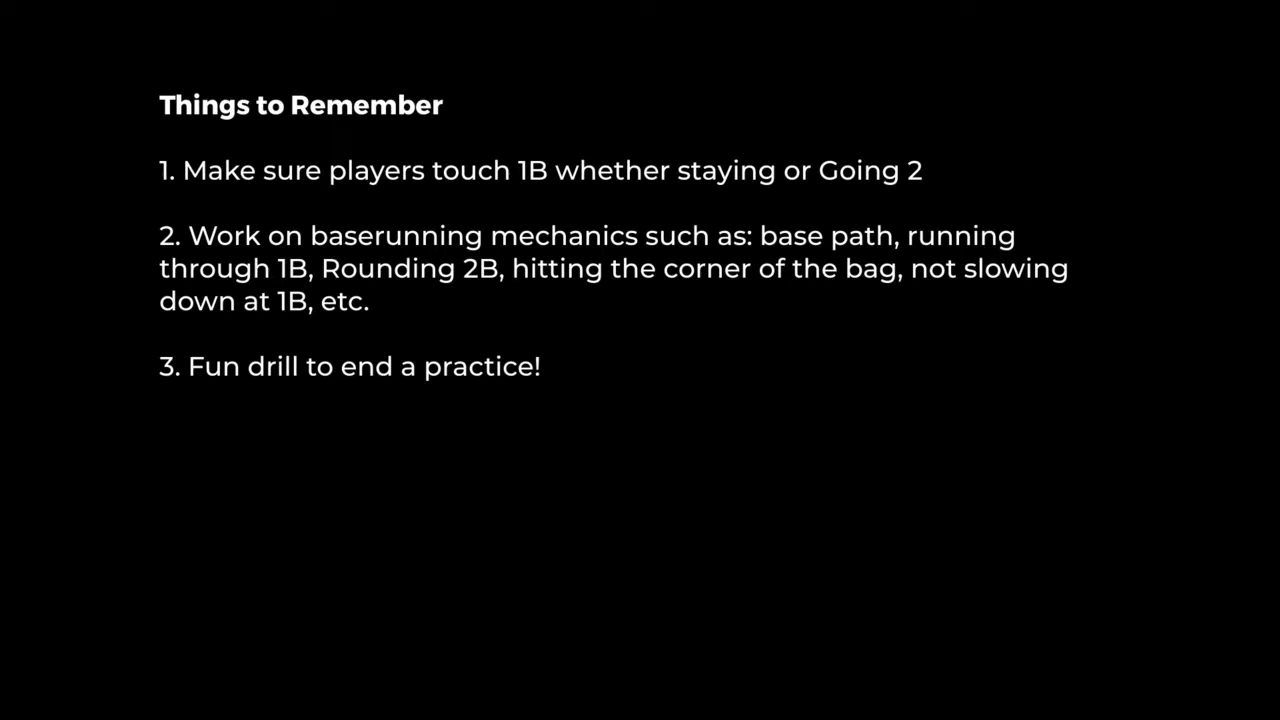 Things to Remember
1. Make sure players touch 1B whether staying or Going 2
2. Work on baserunning mechanics such as: base path, running
through 1B, Rounding 2B, hitting the corner of the bag, not slowing
down at 1B, etc.
3. Fun drill to end a practice!